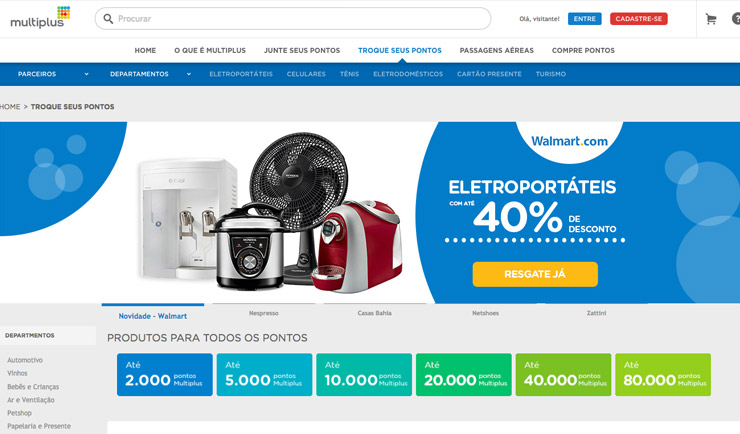 multiplus
Procurar
Olá, visitante!
ENTRE
CADASTRE-SE
?
HOME
O QUE É MULTIPLUS
JUNTE SEUS PONTOS
TROQUE SEUS PONTOS
PASSAGENS AÉREAS
COMPRE PONTOS
PARCEIROS
DEPARTAMENTOS
ELETROPORTÁTEIS
CELULARES
TÊNIS
ELETRODOMÉSTICOS
CARTÃO PRESENTE
TURISMO
HOME > TROQUE SEUS PONTOS
Walmart.com
ELETROPORTÁTEIS
COM ATÉ
40%
DE
DESCONTO
RESGATE JÁ
Novidade - Walmart
Nespresso
Casas Bahia
Netshoes
Zattini
DEPARTMENTOS
Automotivo
Vinhos
Bebês e Crianças
Ar e Ventilação
Petshop
Papelaria e Presente
PRODUTOS PARA TODOS OS PONTOS
Até
2.000 pontos
Multiplus
Até
5.000 pontos
Multiplus
Até
10.000 pontos
Multiplus
Até
20.000 pontos
Multiplus
Até
40.000 pontos
Multiplus
Até
80.000 pontos
Multiplus